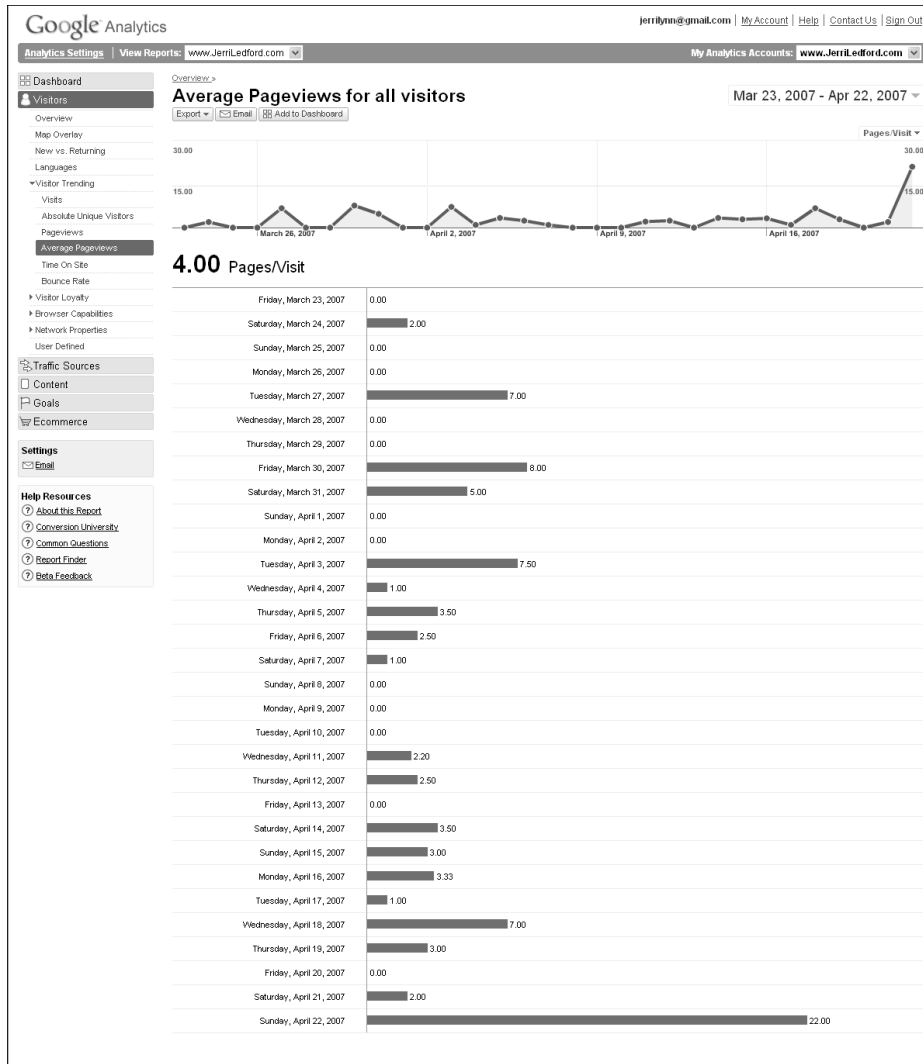 Google Analytics
jerrilynn@gmail.com | My Account | Help | Contact Us | Sign Out
Analytics Settings | View Reports: www.JerriLedford.com
My Analytics Accounts: www.JerriLedford.com
Dashboard
Visitors
Overview
Map Overlay
New vs. Returning
Languages
Visitor Trending
Visits
Absolute Unique Visitors
Pageviews
Average Pageviews
Time On Site
Bounce Rate
Visitor Loyalty
Browser Capabilities
Network Properties
User Defined
Traffic Sources
Content
Goals
Ecommerce
Settings
Email
Help Resources
About this Report
Conversion University
Common Questions
Report Finder
Beta Feedback
Overview »
Average Pageviews for all visitors
Mar 23, 2007 - Apr 22, 2007
Export Email Add to Dashboard
Pages/Visit
30.00 30.00
15.00 15.00
March 26, 2007 April 2, 2007 April 9, 2007 April 16, 2007
4.00 Pages/Visit
Friday, March 23, 2007 0.00
Saturday, March 24, 2007 2.00
Sunday, March 25, 2007 0.00
Monday, March 26, 2007 0.00
Tuesday, March 27, 2007 7.00
Wednesday, March 28, 2007 0.00
Thursday, March 29, 2007 0.00
Friday, March 30, 2007 8.00
Saturday, March 31, 2007 5.00
Sunday, April 1, 2007 0.00
Monday, April 2, 2007 0.00
Tuesday, April 3, 2007 7.50
Wednesday, April 4, 2007 1.00
Thursday, April 5, 2007 3.50
Friday, April 6, 2007 2.50
Saturday, April 7, 2007 1.00
Sunday, April 8, 2007 0.00
Monday, April 9, 2007 0.00
Tuesday, April 10, 2007 0.00
Wednesday, April 11, 2007 2.20
Thursday, April 12, 2007 2.50
Friday, April 13, 2007 0.00
Saturday, April 14, 2007 3.50
Sunday, April 15, 2007 3.00
Monday, April 16, 2007 3.33
Tuesday, April 17, 2007 1.00
Wednesday, April 18, 2007 7.00
Thursday, April 19, 2007 3.00
Friday, April 20, 2007 0.00
Saturday, April 21, 2007 2.00
Sunday, April 22, 2007 22.00